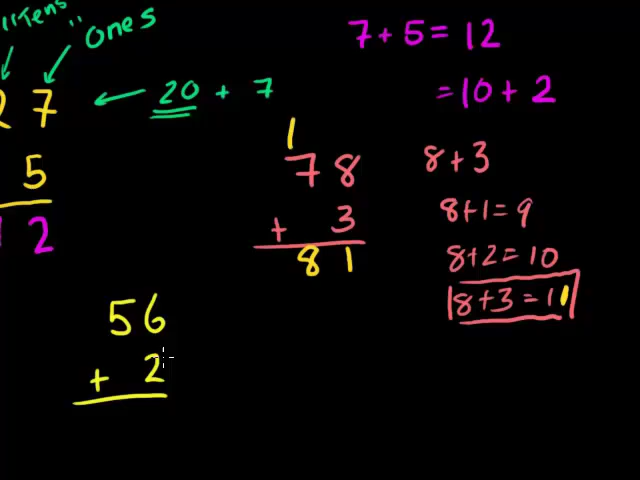 "Tens"
ones
7 + 5 = 12
27
20 + 7
= 10 + 2
1
78
+ 3
81
8 + 3
8 + 1 = 9
8 + 2 = 10
8 + 3 = 11
5
2
56
+ 2